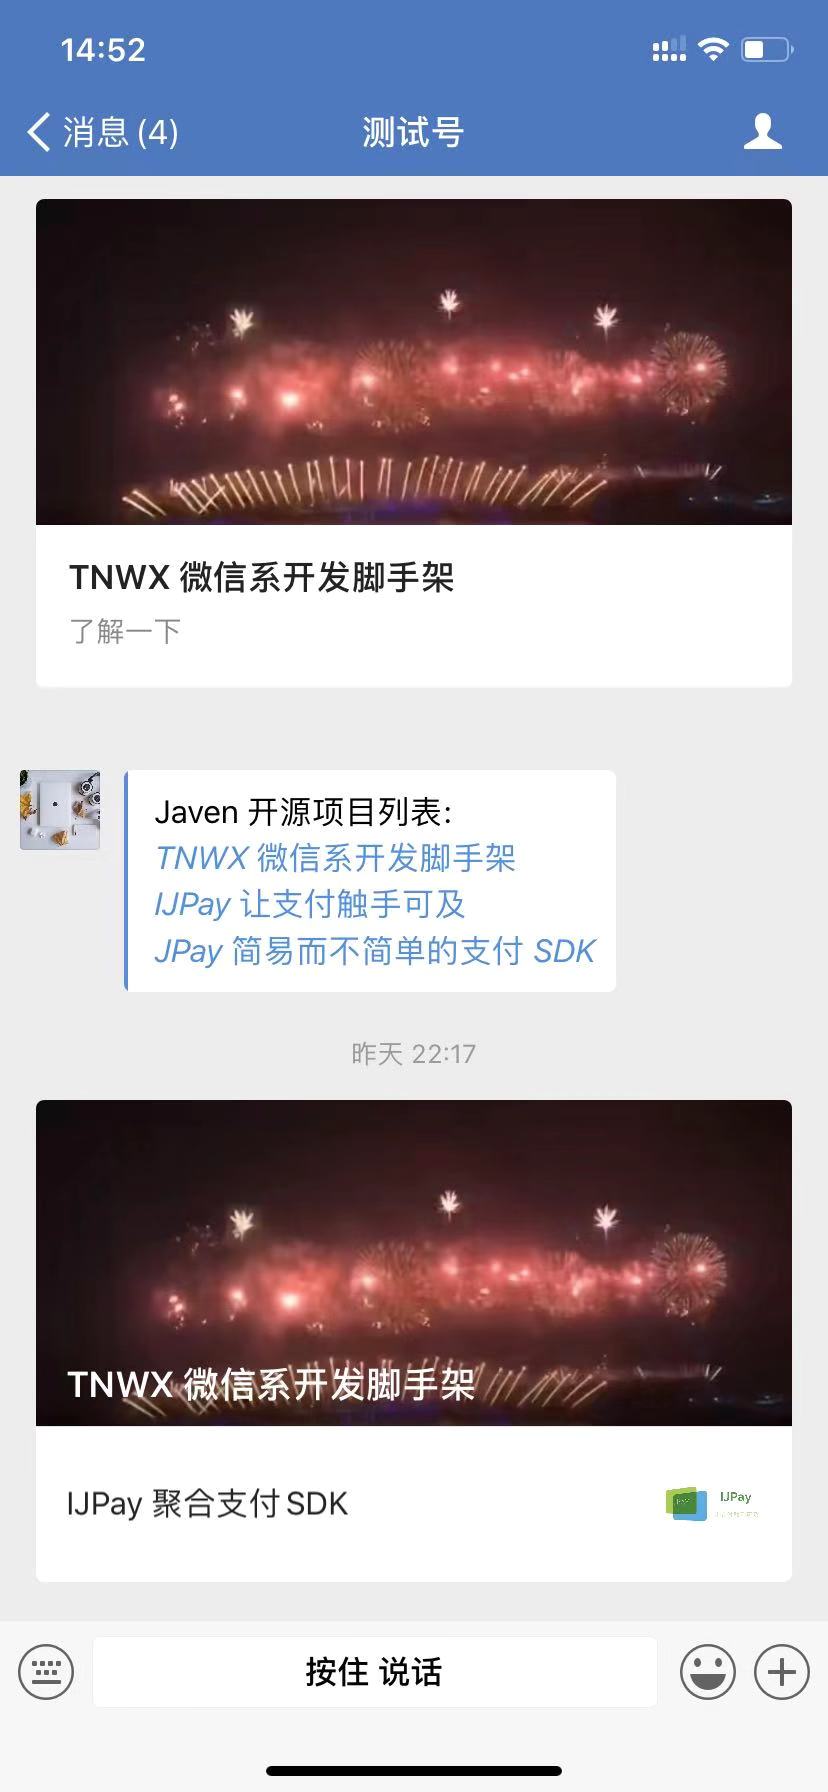 14:52
消息 (4)
测试号
TNWX 微信系开发脚手架
了解一下
Javen 开源项目列表:
TNWX 微信系开发脚手架
IJPay 让支付触手可及
JPay 简易而不简单的支付 SDK
昨天 22:17
TNWX 微信系开发脚手架
IJPay 聚合支付SDK
IJPay
按住 说话